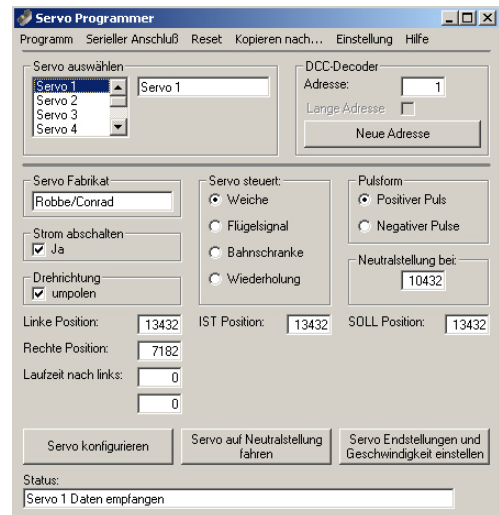 Servo Programmer
Programm Serieller Anschluß Reset Kopieren nach... Einstellung Hilfe
Servo auswählen
Servo 1
Servo 2
Servo 3
Servo 4
Servo 1
DCC-Decoder
Adresse: 1
Lange Adresse
Neue Adresse
Servo Fabrikat
Robbe/Conrad
Strom abschalten
Ja
Drehrichtung
umpolen
Servo steuert:
Weiche
Flügelsignal
Bahnschranke
Wiederholung
Pulsform
Positiver Puls
Negativer Pulse
Neutralstellung bei:
10432
Linke Position: 13432 IST Position: 13432 SOLL Position: 13432
Rechte Position: 7182
Laufzeit nach links: 0
0
Servo konfigurieren
Servo auf Neutralstellung
fahren
Servo Endstellungen und
Geschwindigkeit einstellen
Status:
Servo 1 Daten empfangen